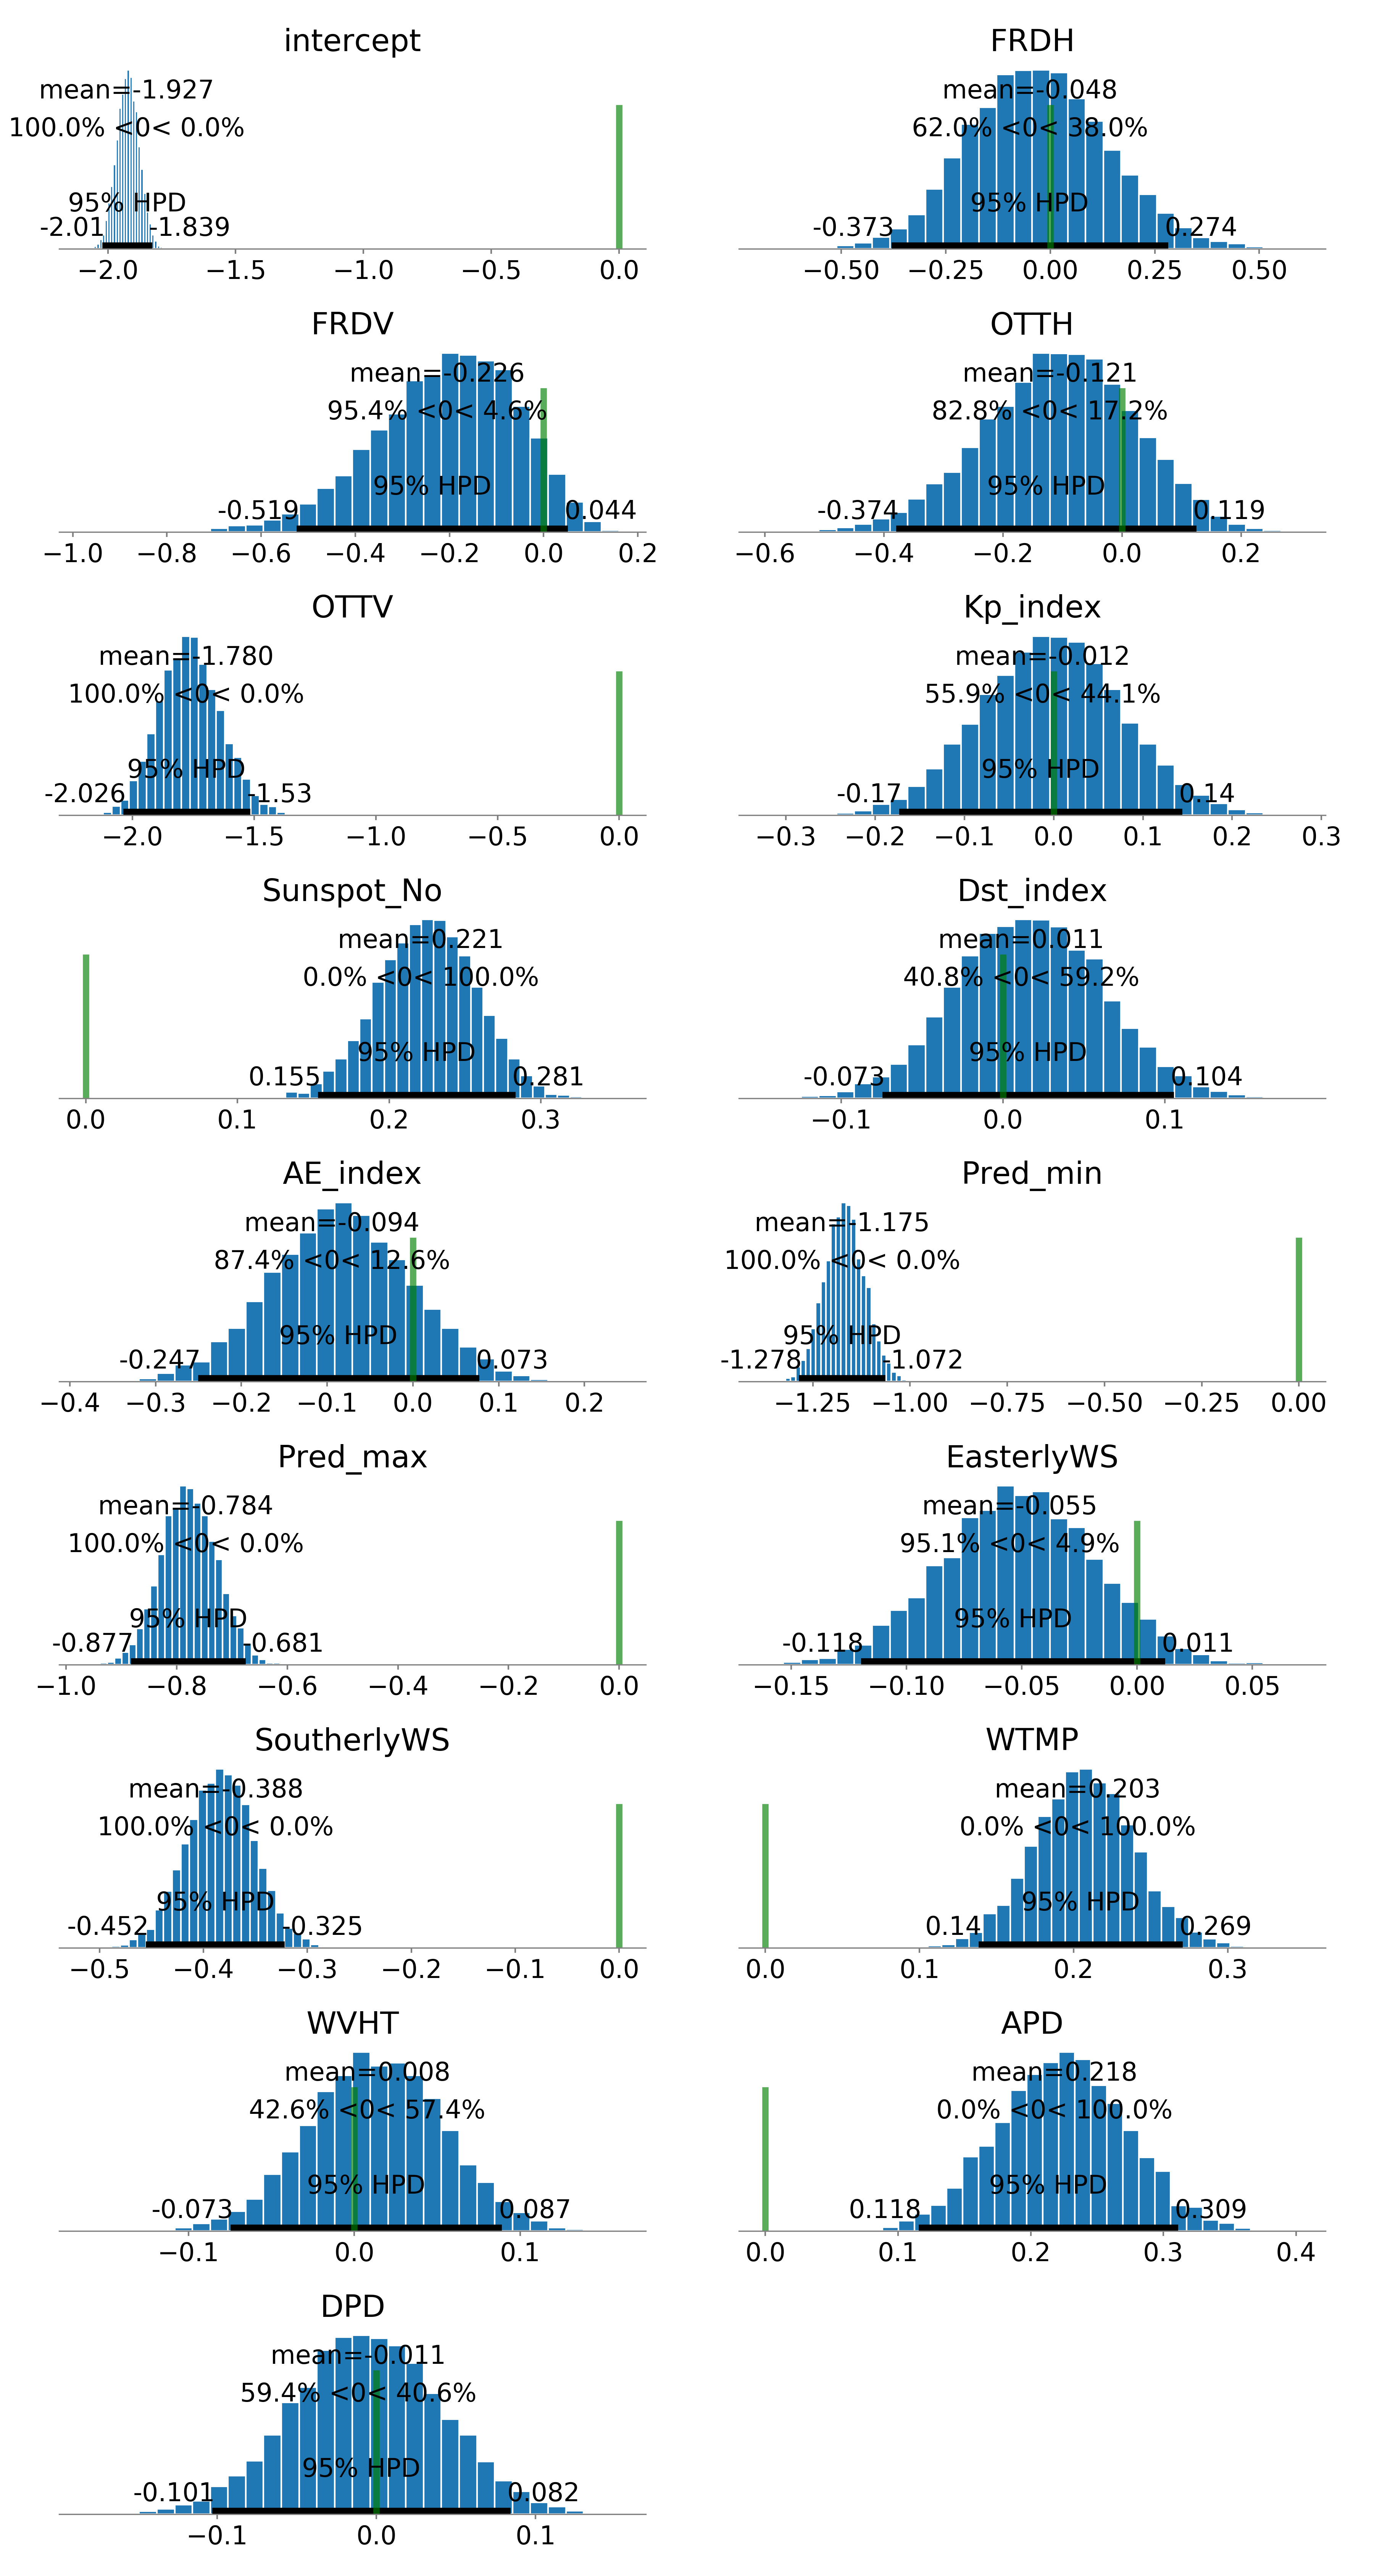 intercept
mean=-1.927
100.0% <0< 0.0%
95% HPD
-2.01 -1.839
−2.0 −1.5 −1.0 −0.5 0.0
FRDH
mean=-0.048
62.0% <0< 38.0%
95% HPD
-0.373 0.274
−0.50 −0.25 0.00 0.25 0.50
FRDV
mean=-0.226
95.4% <0< 4.6%
95% HPD
-0.519 0.044
−1.0 −0.8 −0.6 −0.4 −0.2 0.0 0.2
OTTH
mean=-0.121
82.8% <0< 17.2%
95% HPD
-0.374 0.119
−0.6 −0.4 −0.2 0.0 0.2
OTTV
mean=-1.780
100.0% <0< 0.0%
95% HPD
-2.026 -1.53
−2.0 −1.5 −1.0 −0.5 0.0
Kp_index
mean=-0.012
55.9% <0< 44.1%
95% HPD
-0.17 0.14
−0.3 −0.2 −0.1 0.0 0.1 0.2 0.3
Sunspot_No
mean=0.221
0.0% <0< 100.0%
95% HPD
0.155 0.281
0.0 0.1 0.2 0.3
Dst_index
mean=0.011
40.8% <0< 59.2%
95% HPD
-0.073 0.104
−0.1 0.0 0.1
AE_index
mean=-0.094
87.4% <0< 12.6%
95% HPD
-0.247 0.073
−0.4 −0.3 −0.2 −0.1 0.0 0.1 0.2
Pred_min
mean=-1.175
100.0% <0< 0.0%
95% HPD
-1.278 -1.072
−1.25 −1.00 −0.75 −0.50 −0.25 0.00
Pred_max
mean=-0.784
100.0% <0< 0.0%
95% HPD
-0.877 -0.681
−1.0 −0.8 −0.6 −0.4 −0.2 0.0
EasterlyWS
mean=-0.055
95.1% <0< 4.9%
95% HPD
-0.118 0.011
−0.15 −0.10 −0.05 0.00 0.05
SoutherlyWS
mean=-0.388
100.0% <0< 0.0%
95% HPD
-0.452 -0.325
−0.5 −0.4 −0.3 −0.2 −0.1 0.0
WTMP
mean=0.203
0.0% <0< 100.0%
95% HPD
0.14 0.269
0.0 0.1 0.2 0.3
WVHT
mean=0.008
42.6% <0< 57.4%
95% HPD
-0.073 0.087
−0.1 0.0 0.1
APD
mean=0.218
0.0% <0< 100.0%
95% HPD
0.118 0.309
0.0 0.1 0.2 0.3 0.4
DPD
mean=-0.011
59.4% <0< 40.6%
95% HPD
-0.101 0.082
−0.1 0.0 0.1